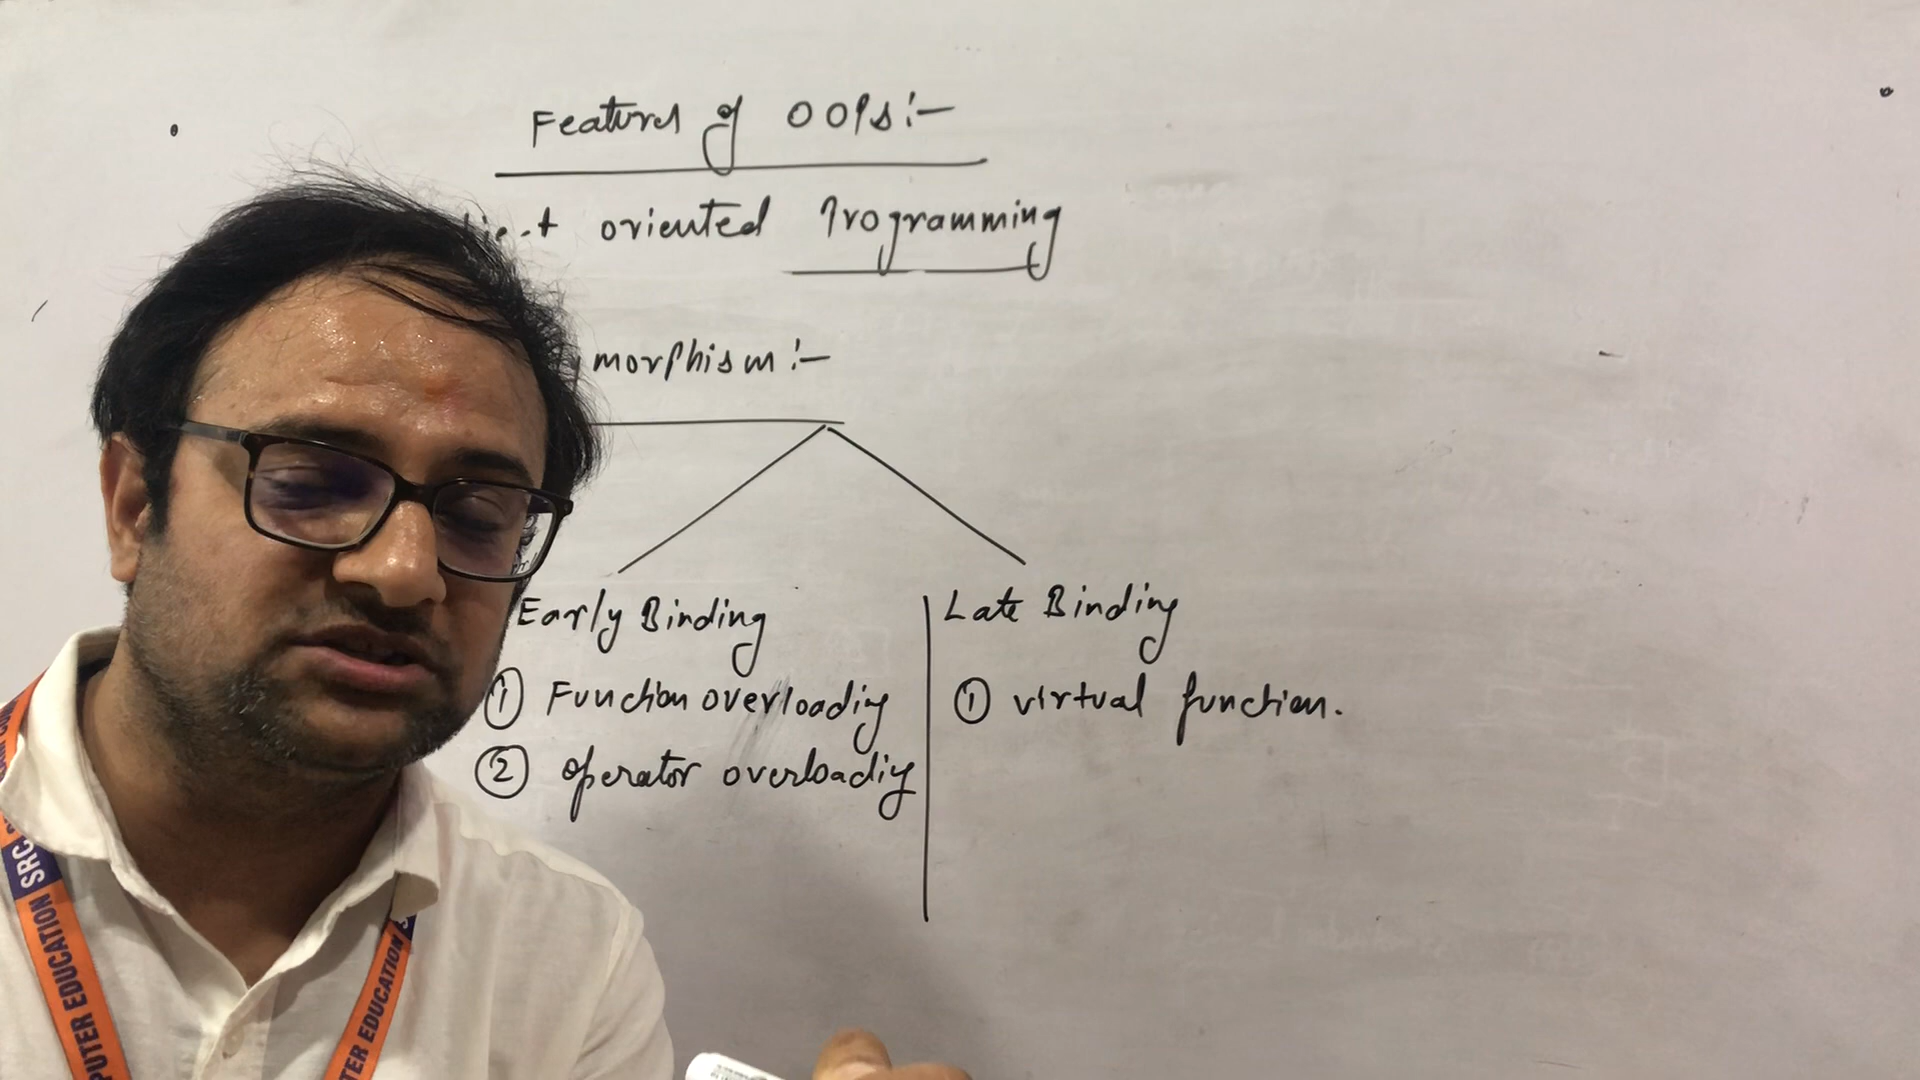 Features of OOPs:-
oriented Programming
morphism:-
Early Binding
① Function overloading
② operator overloading
Late Binding
① virtual function.
SRC
PUTER EDUCATION
TER EDUCATION